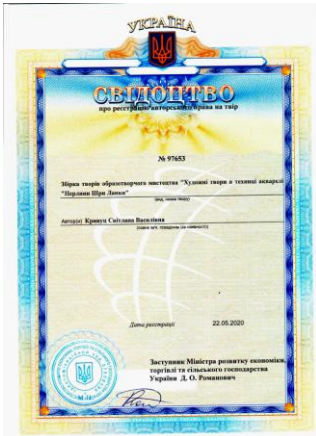 УКРАЇНА
СВІДОЦТВО
про реєстрацію авторського права на твір
№ 97653
Збірка творів образотворчого мистецтва "Художні твори в техніці акварелі
"Перлини Шрі Ланки"
(вид, назва твору)
Автор(и) Кравец Світлана Василівна
(повне ім'я, псевдонім (за наявності))
Дата реєстрації 22.05.2020
Заступник Міністра розвитку економіки,
торгівлі та сільського господарства
України Д. О. Романович
М.П.